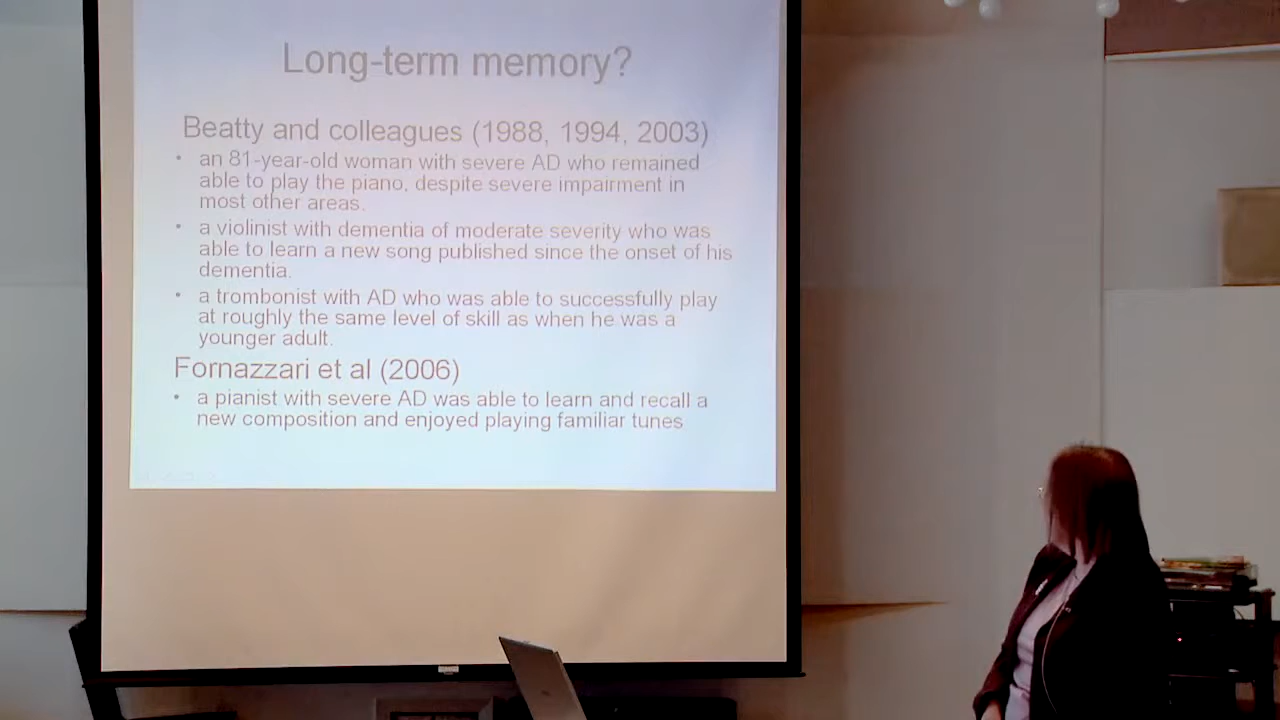 Long-term memory?
Beatty and colleagues (1988, 1994, 2003)
• an 81-year-old woman with severe AD who remained
able to play the piano, despite severe impairment in
most other areas.
• a violinist with dementia of moderate severity who was
able to learn a new song published since the onset of his
dementia.
• a trombonist with AD who was able to successfully play
at roughly the same level of skill as when he was a
younger adult.
Fornazzari et al (2006)
• a pianist with severe AD was able to learn and recall a
new composition and enjoyed playing familiar tunes